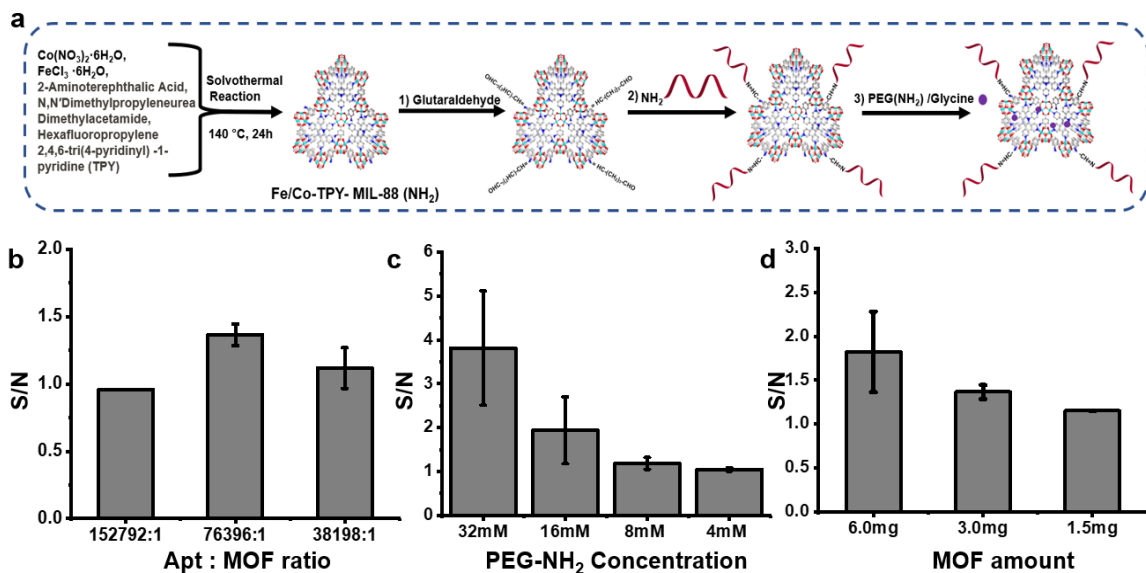 a
Co(NO₃)₂·6H₂O,
FeCl₃ ·6H₂O,
2-Aminoterephthalic Acid,
N,N'Dimethylpropyleneurea
Dimethylacetamide,
Hexafluoropropylene
2,4,6-tri(4-pyridinyl) -1-
pyridine (TPY)
Solvothermal
Reaction
140 °C, 24h
Fe/Co-TPY- MIL-88 (NH₂)
1) Glutaraldehyde
2) NH₂
3) PEG(NH₂) /Glycine
b
S/N
2.0
1.5
1.0
0.5
0.0
152792:1
76396:1
38198:1
Apt : MOF ratio
c
S/N
6
5
4
3
2
1
0
32mM
16mM
8mM
4mM
PEG-NH₂ Concentration
d
S/N
3.0
2.5
2.0
1.5
1.0
0.5
0.0
6.0mg
3.0mg
1.5mg
MOF amount